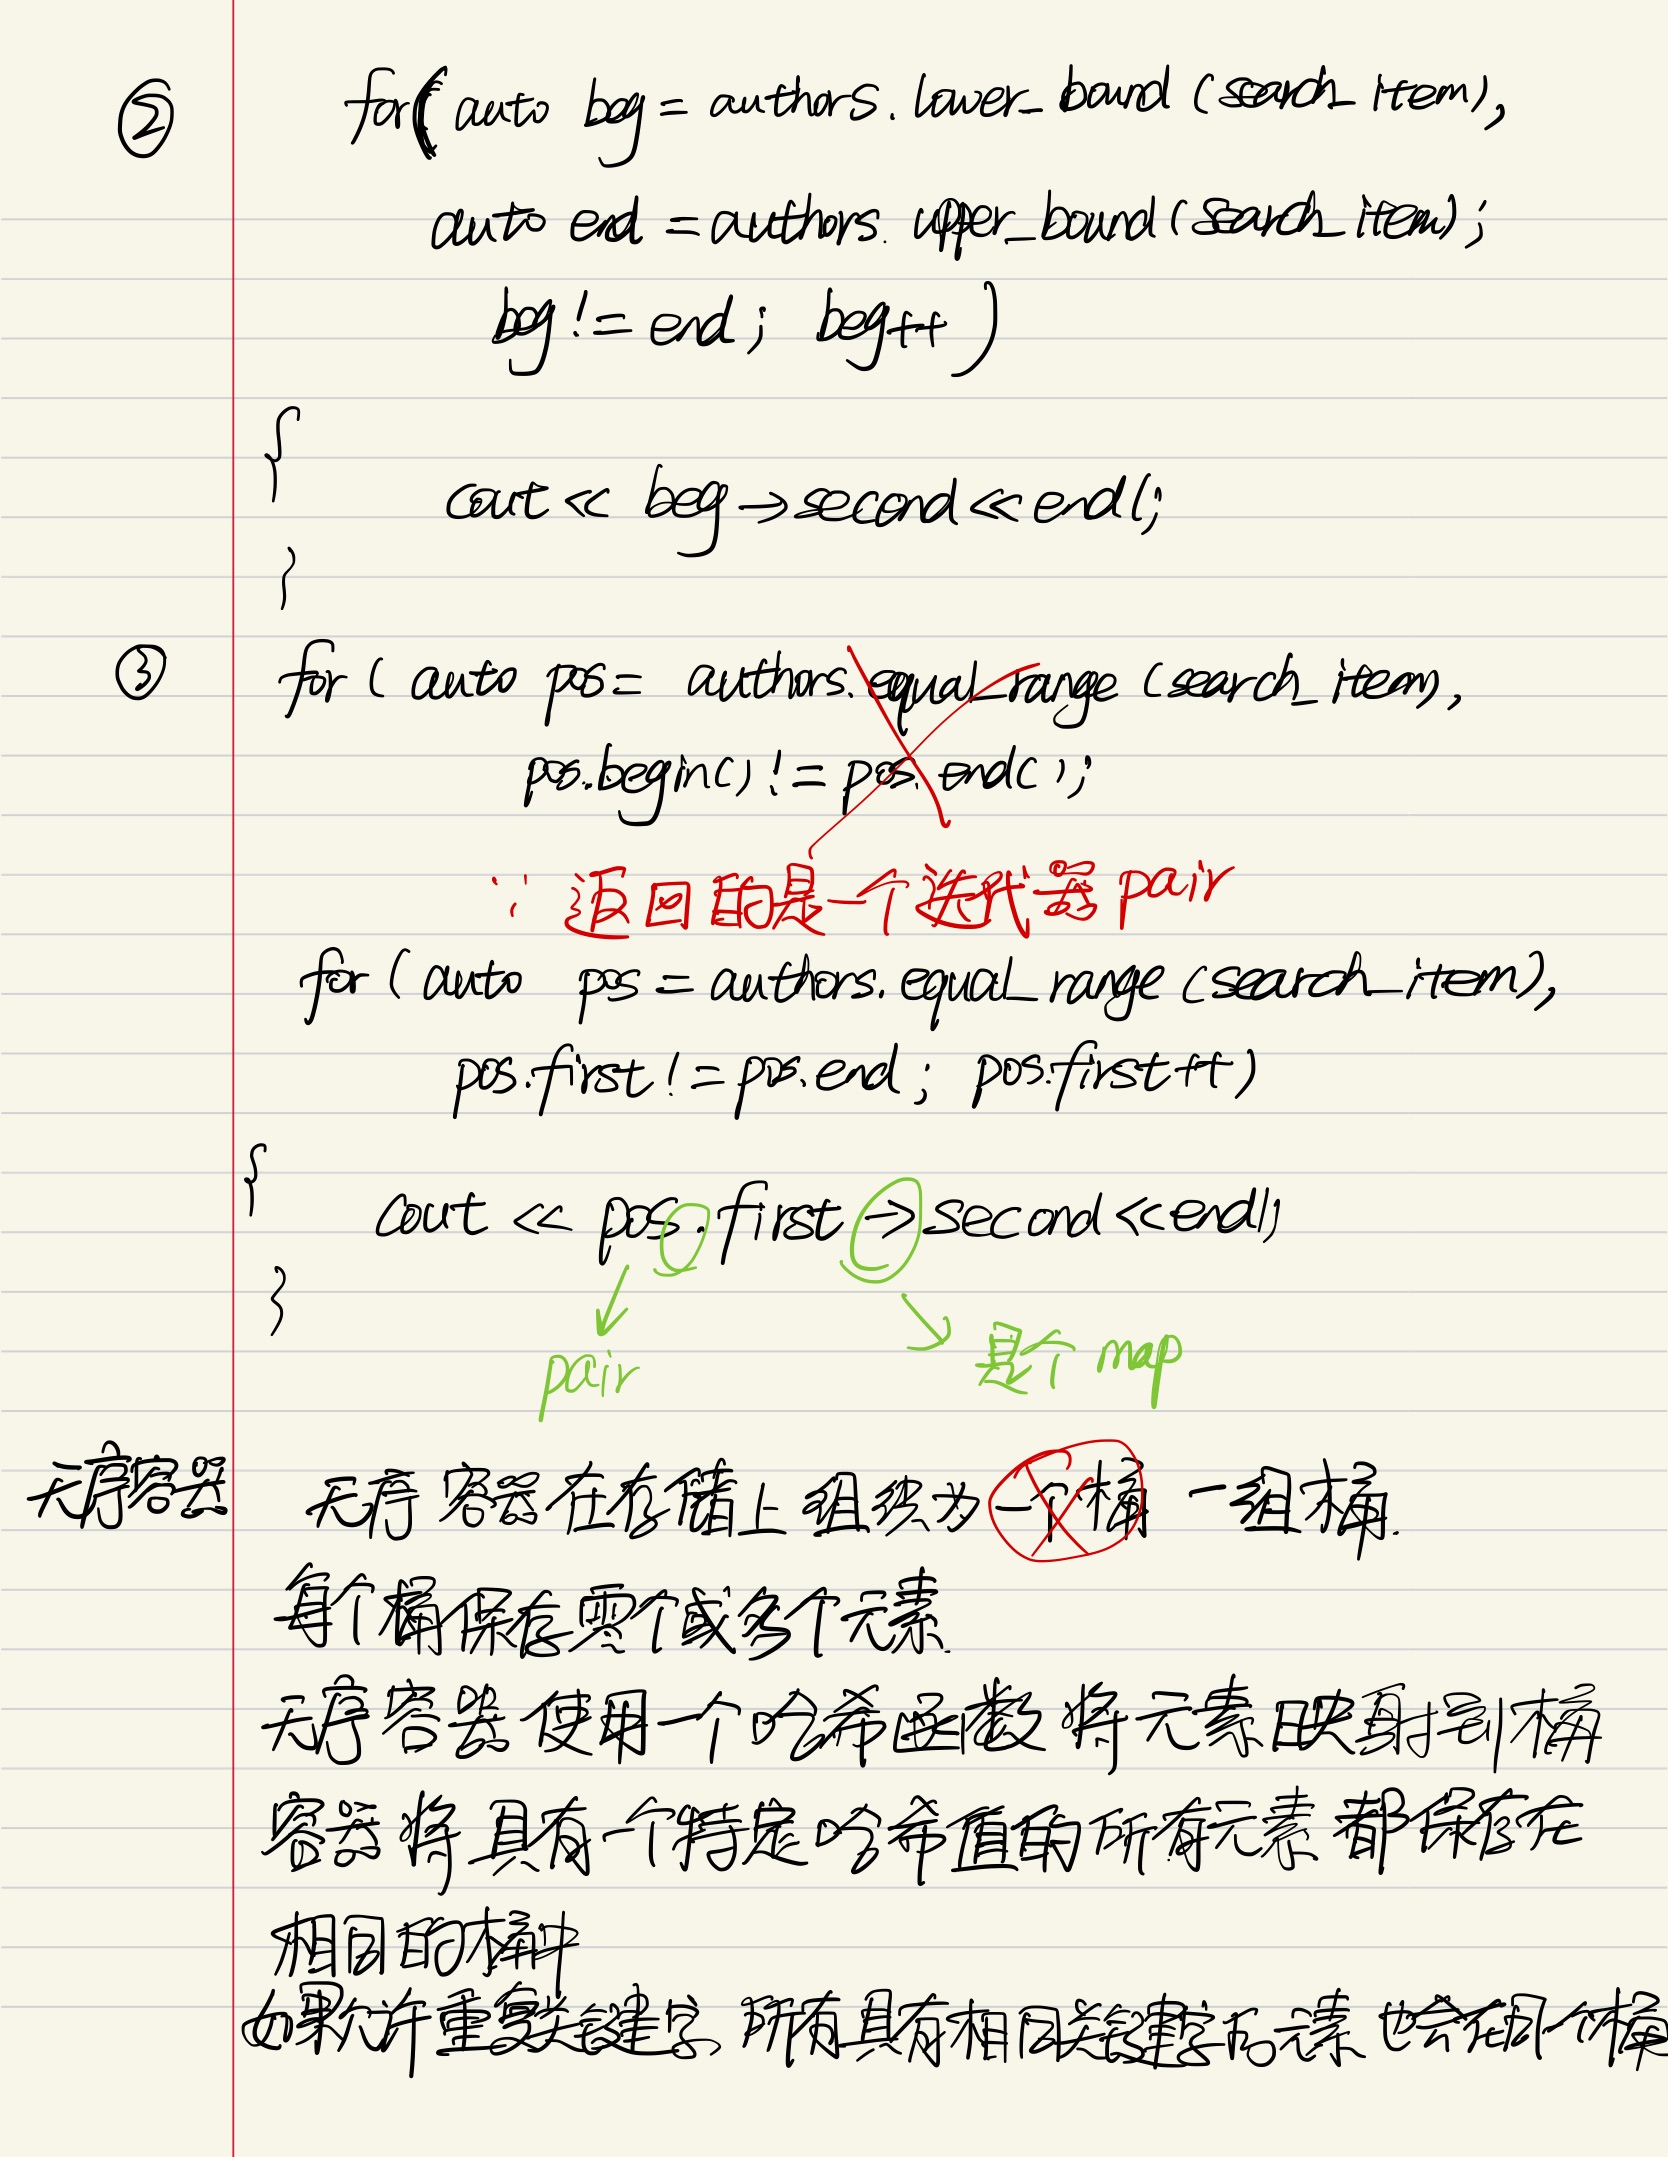 ② for( auto beg = authors.lower_bound (search_item),
auto end = authors.upper_bound(search_item);
beg != end; beg++ )
{
cout << beg->second << endl;
}
③ for ( auto pos = authors.equal_range (search_item),
pos.begin() != pos.end();
∵ 返回的是一个迭代器 pair
for ( auto pos = authors.equal_range (search_item),
pos.first != pos.end; pos.first++)
{
cout << pos.first->second << endl;
}
pair 是个 map
无序容器 无序容器在存储上组织为一个桶 一组桶.
每个桶保存零个或多个元素.
无序容器使用一个哈希函数将元素映射到桶
容器将具有一个特定哈希值的所有元素都保存在
相同的桶中
如果允许重复关键字 所有具有相同关键字的元素也会在同一个桶